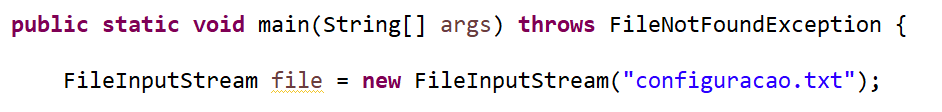 public static void main(String[] args) throws FileNotFoundException {
FileInputStream file = new FileInputStream("configuracao.txt");